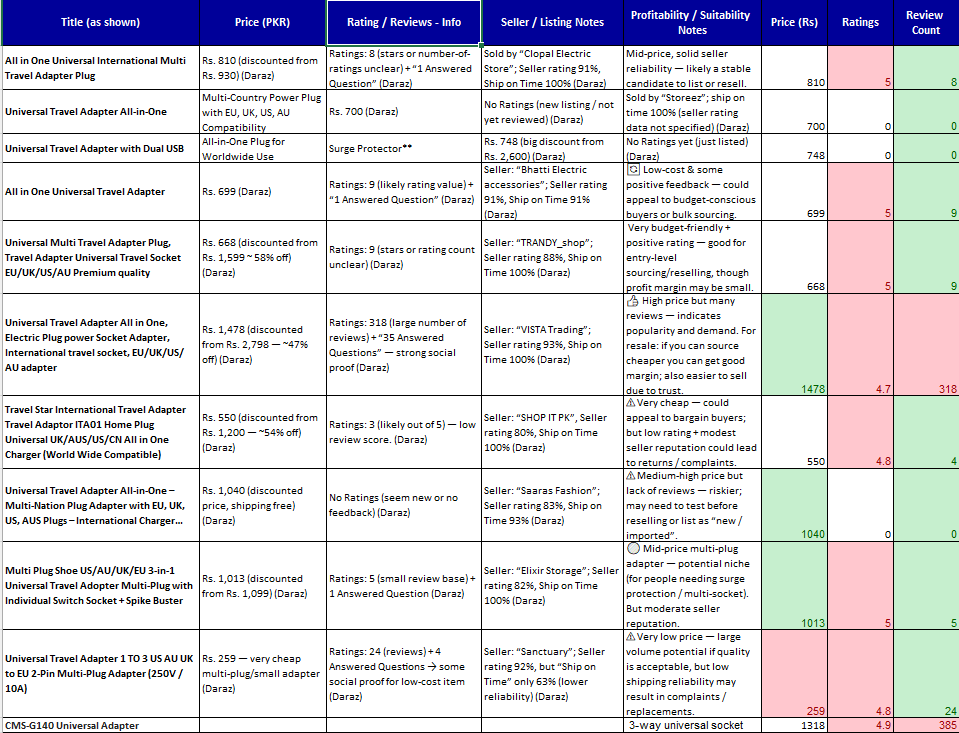 Title (as shown)
Price (PKR)
Rating / Reviews - Info
Seller / Listing Notes
Profitability / Suitability
Notes
Price (Rs)
Ratings
Review
Count
All in One Universal International Multi
Travel Adapter Plug
Rs. 810 (discounted from
Rs. 930) (Daraz)
Ratings: 8 (stars or number-of-
ratings unclear) + “1 Answered
Question” (Daraz)
Sold by “Clopal Electric
Store”; Seller rating 91%,
Ship on Time 100% (Daraz)
Mid-price, solid seller
reliability — likely a stable
candidate to list or resell.
810
5
8
Universal Travel Adapter All-in-One
Multi-Country Power Plug
with EU, UK, US, AU
Compatibility
Rs. 700 (Daraz)
No Ratings (new listing / not
yet reviewed) (Daraz)
Sold by “Storeez”; ship on
time 100% (seller rating
data not specified) (Daraz)
700
0
0
Universal Travel Adapter with Dual USB
All-in-One Plug for
Worldwide Use
Surge Protector**
Rs. 748 (big discount from
Rs. 2,600) (Daraz)
No Ratings yet (just listed)
(Daraz)
748
0
0
All in One Universal Travel Adapter
Rs. 699 (Daraz)
Ratings: 9 (likely rating value) +
“1 Answered Question” (Daraz)
Seller: “Bhatti Electric
accessories”; Seller rating
91%, Ship on Time 91%
(Daraz)
Low-cost & some
positive feedback — could
appeal to budget-conscious
buyers or bulk sourcing.
699
5
9
Universal Multi Travel Adapter Plug,
Travel Adapter Universal Travel Socket
EU/UK/US/AU Premium quality
Rs. 668 (discounted from
Rs. 1,599 ~ 58% off)
(Daraz)
Ratings: 9 (stars or rating count
unclear) (Daraz)
Seller: “TRANDY_shop”;
Seller rating 88%, Ship on
Time 100% (Daraz)
Very budget-friendly +
positive rating — good for
entry-level
sourcing/reselling, though
profit margin may be small.
668
5
9
Universal Travel Adapter All in One,
Electric Plug power Socket Adapter,
International travel socket, EU/UK/US/
AU adapter
Rs. 1,478 (discounted
from Rs. 2,798 — ~47%
off) (Daraz)
Ratings: 318 (large number of
reviews) + “35 Answered
Questions” — strong social
proof (Daraz)
Seller: “VISTA Trading”;
Seller rating 93%, Ship on
Time 100% (Daraz)
👍 High price but many
reviews — indicates
popularity and demand. For
resale: if you can source
cheaper you can get good
margin; also easier to sell
due to trust.
1478
4.7
318
Travel Star International Travel Adapter
Travel Adaptor ITA01 Home Plug
Universal UK/AUS/US/CN All in One
Charger (World Wide Compatible)
Rs. 550 (discounted from
Rs. 1,200 — ~54% off)
(Daraz)
Ratings: 3 (likely out of 5) — low
review score. (Daraz)
Seller: “SHOP IT PK”, Seller
rating 80%, Ship on Time
100% (Daraz)
⚠ Very cheap — could
appeal to bargain buyers;
but low rating + modest
seller reputation could lead
to returns / complaints.
550
4.8
4
Universal Travel Adapter All-in-One –
Multi-Nation Plug Adapter with EU, UK,
US, AUS Plugs – International Charger...
Rs. 1,040 (discounted
price, shipping free)
(Daraz)
No Ratings (seem new or no
feedback) (Daraz)
Seller: “Saaras Fashion”;
Seller rating 83%, Ship on
Time 93% (Daraz)
⚠ Medium-high price but
lack of reviews — riskier;
may need to test before
reselling or list as “new /
imported”.
1040
0
0
Multi Plug Shoe US/AU/UK/EU 3-in-1
Universal Travel Adopter Multi-Plug with
Individual Switch Socket + Spike Buster
Rs. 1,013 (discounted
from Rs. 1,099) (Daraz)
Ratings: 5 (small review base) +
1 Answered Question (Daraz)
Seller: “Elixir Storage”; Seller
rating 82%, Ship on Time
100% (Daraz)
Mid-price multi-plug
adapter — potential niche
(for people needing surge
protection / multi-socket).
But moderate seller
reputation.
1013
5
5
Universal Travel Adapter 1 TO 3 US AU UK
to EU 2-Pin Multi-Plug Adapter (250V /
10A)
Rs. 259 — very cheap
multi-plug/small adapter
(Daraz)
Ratings: 24 (reviews) + 4
Answered Questions → some
social proof for low-cost item
(Daraz)
Seller: “Sanctuary”; Seller
rating 92%, but “Ship on
Time” only 63% (lower
reliability) (Daraz)
⚠ Very low price — large
volume potential if quality
is acceptable, but low
shipping reliability may
result in complaints /
replacements.
259
4.8
24
CMS-G140 Universal Adapter
3-way universal socket
1318
4.9
385